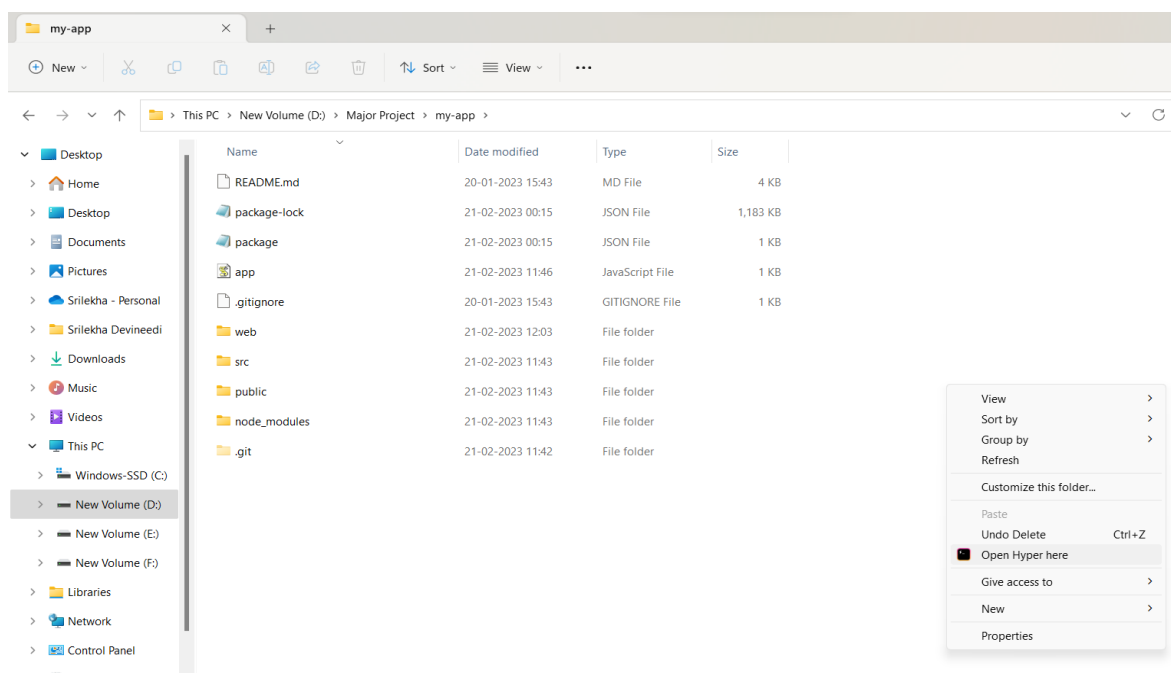 my-app
New Sort View
This PC > New Volume (D:) > Major Project > my-app >
Desktop
Home
Desktop
Documents
Pictures
Srilekha - Personal
Srilekha Devineedi
Downloads
Music
Videos
This PC
Windows-SSD (C:)
New Volume (D:)
New Volume (E:)
New Volume (F:)
Libraries
Network
Control Panel
Name Date modified Type Size
README.md 20-01-2023 15:43 MD File 4 KB
package-lock 21-02-2023 00:15 JSON File 1,183 KB
package 21-02-2023 00:15 JSON File 1 KB
app 21-02-2023 11:46 JavaScript File 1 KB
.gitignore 20-01-2023 15:43 GITIGNORE File 1 KB
web 21-02-2023 12:03 File folder
src 21-02-2023 11:43 File folder
public 21-02-2023 11:43 File folder
node_modules 21-02-2023 11:43 File folder
.git 21-02-2023 11:42 File folder
View
Sort by
Group by
Refresh
Customize this folder...
Paste
Undo Delete Ctrl+Z
Open Hyper here
Give access to
New
Properties